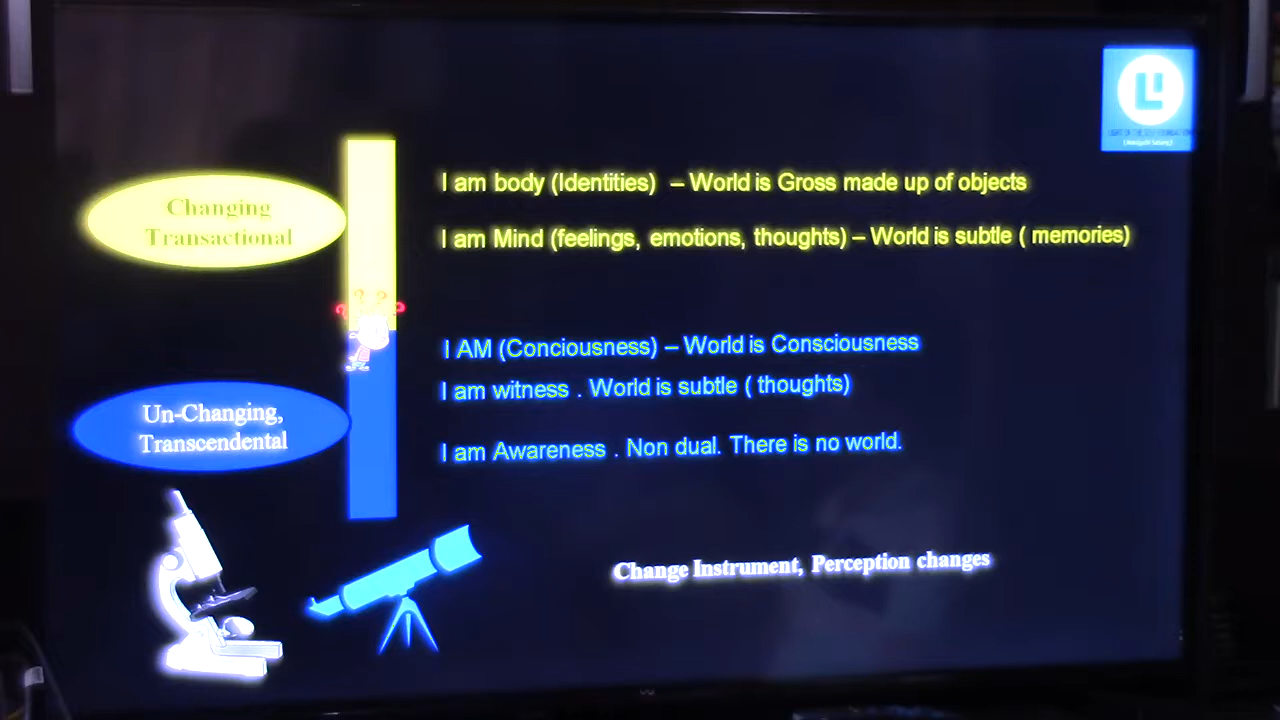 I am body (Identities) – World is Gross made up of objects
Changing
Transactional
I am Mind (feelings, emotions, thoughts) – World is subtle ( memories)
? ? ? ?
I AM (Conciousness) – World is Consciousness
I am witness . World is subtle ( thoughts)
Un-Changing,
Transcendental
I am Awareness . Non dual. There is no world.
Change Instrument, Perception changes